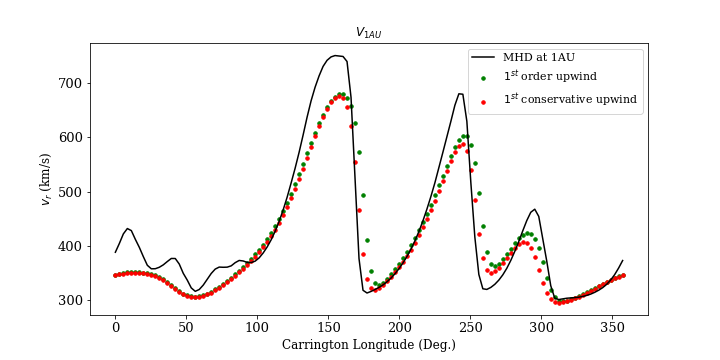 V1AU
MHD at 1AU
1st order upwind
1st conservative upwind
700
600
500
400
300
vr (km/s)
0 50 100 150 200 250 300 350
Carrington Longitude (Deg.)